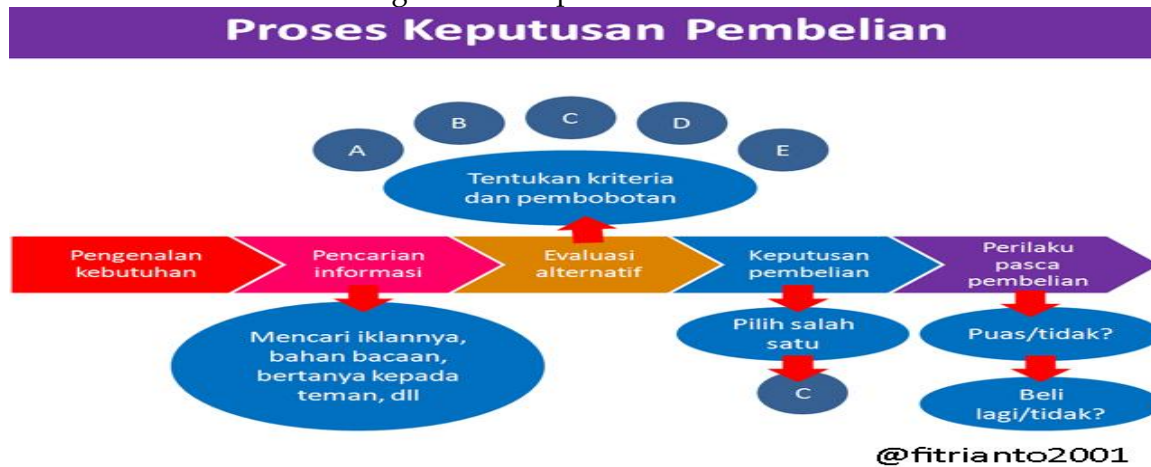 Proses Keputusan Pembelian
A
B
C
D
E
Tentukan kriteria
dan pembobotan
Pengenalan
kebutuhan
Pencarian
informasi
Evaluasi
alternatif
Keputusan
pembelian
Perilaku
pasca
pembelian
Mencari iklannya,
bahan bacaan,
bertanya kepada
teman, dll
Pilih salah
satu
C
Puas/tidak?
Beli
lagi/tidak?
@fitrianto2001